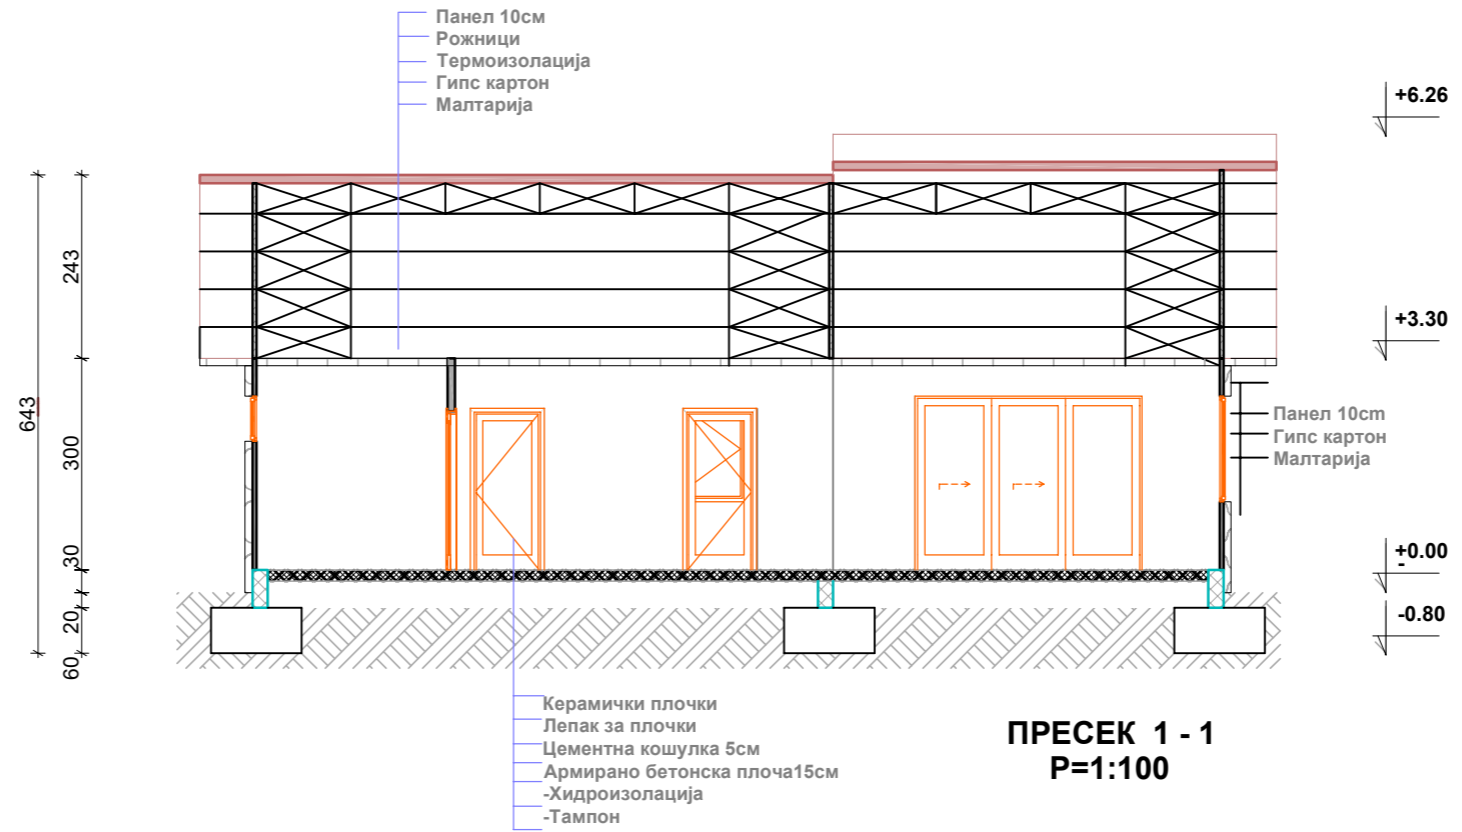 Панел 10см
Рожници
Термоизолација
Гипс картон
Малтарија
+6.26
+3.30
+0.00
-
-0.80
643
243
300
30
20
60
Панел 10cm
Гипс картон
Малтарија
Керамички плочки
Лепак за плочки
Цементна кошулка 5см
Армирано бетонска плоча15см
-Хидроизолација
-Тампон
ПРЕСЕК 1 - 1
Р=1:100